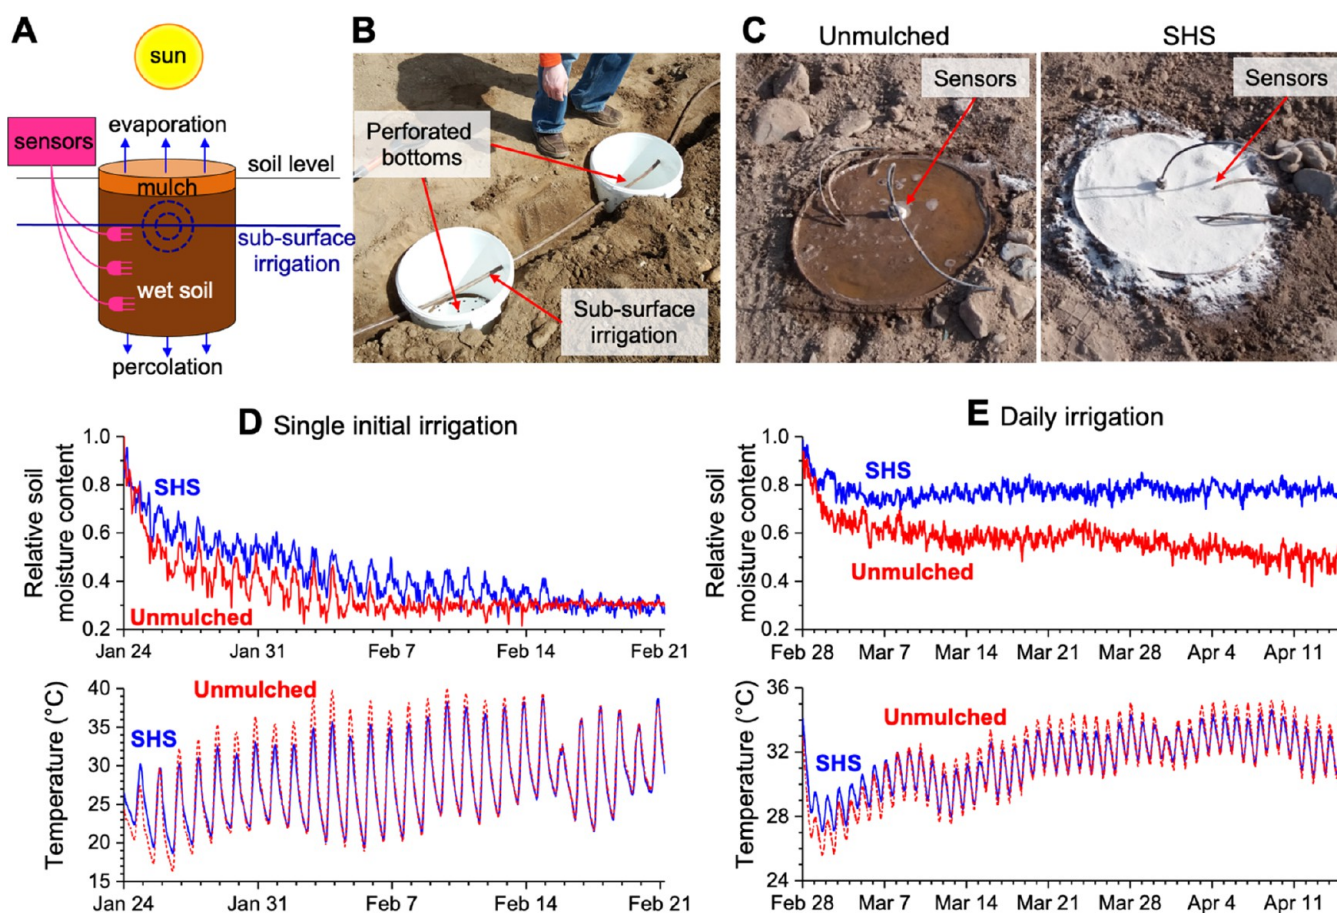 A
sun
sensors
evaporation
soil level
mulch
sub-surface
irrigation
wet soil
percolation
B
Perforated
bottoms
Sub-surface
irrigation
C
Unmulched
Sensors
SHS
Sensors
D Single initial irrigation
Relative soil
moisture content
1.0
0.8
0.6
0.4
0.2
SHS
Unmulched
Jan 24
Jan 31
Feb 7
Feb 14
Feb 21
Temperature (°C)
40
35
30
25
20
15
Unmulched
SHS
Jan 24
Jan 31
Feb 7
Feb 14
Feb 21
E Daily irrigation
Relative soil
moisture content
1.0
0.8
0.6
0.4
0.2
SHS
Unmulched
Feb 28
Mar 7
Mar 14
Mar 21
Mar 28
Apr 4
Apr 11
Temperature (°C)
36
32
28
24
Unmulched
SHS
Feb 28
Mar 7
Mar 14
Mar 21
Mar 28
Apr 4
Apr 11